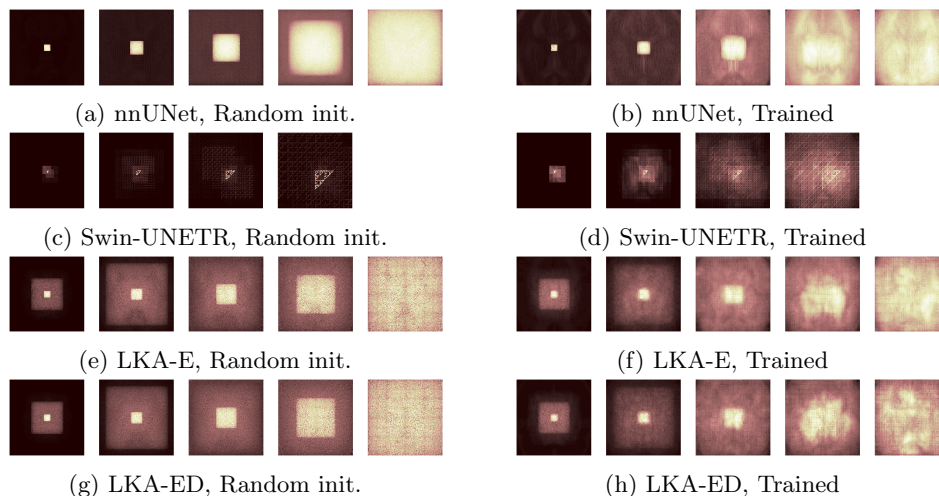 (a) nnUNet, Random init.
(b) nnUNet, Trained
(c) Swin-UNETR, Random init.
(d) Swin-UNETR, Trained
(e) LKA-E, Random init.
(f) LKA-E, Trained
(g) LKA-ED, Random init.
(h) LKA-ED, Trained